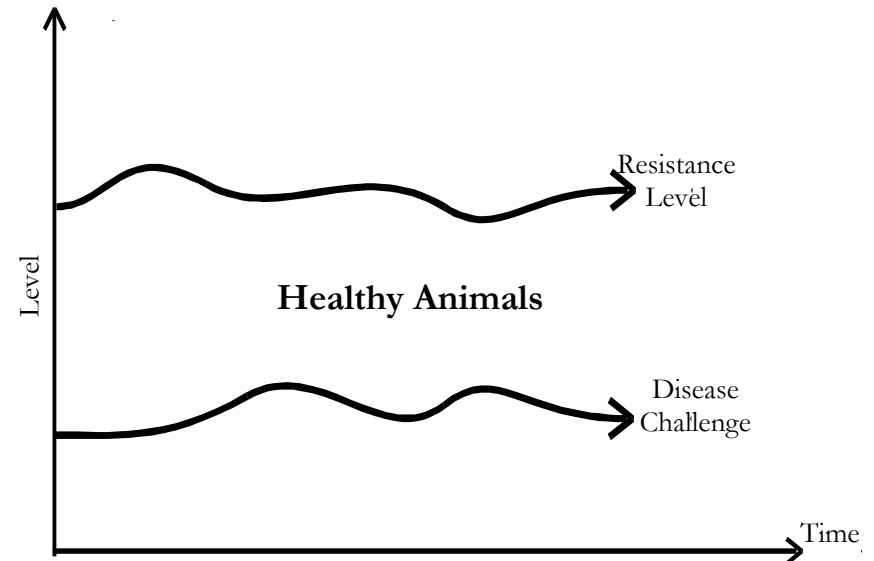 Resistance
Level
Level
Healthy Animals
Disease
Challenge
Time